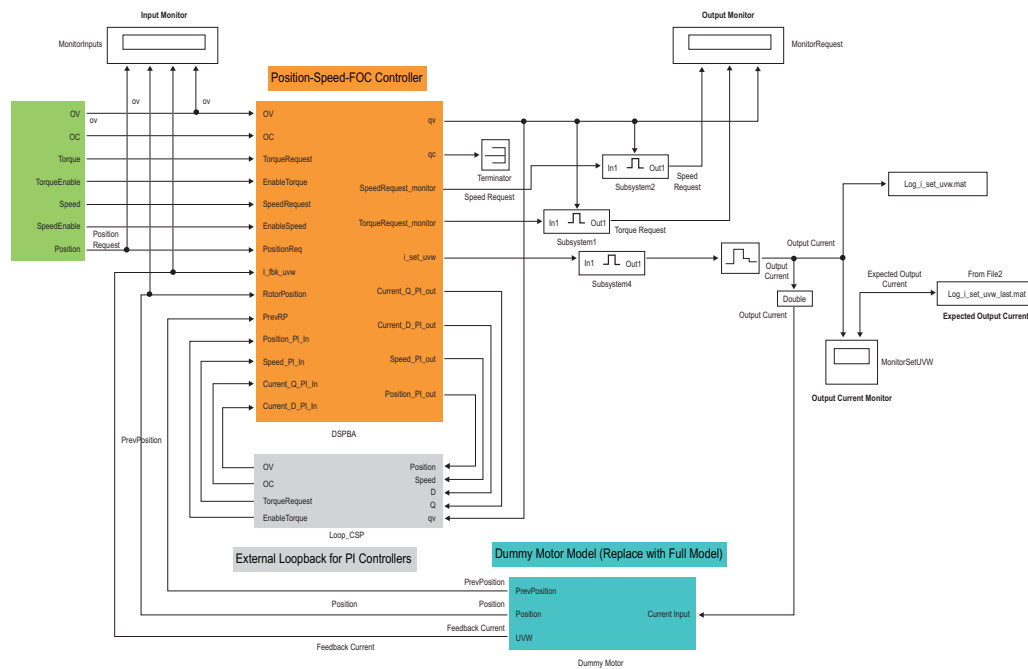 Input Monitor
MonitorInputs
Output Monitor
MonitorRequest
ov
ov
ov
Position-Speed-FOC Controller
OV
OC
Torque
TorqueEnable
Speed
SpeedEnable
Position
Position
Request
OV
OC
TorqueRequest
EnableTorque
SpeedRequest
EnableSpeed
PositionReq
I_fbk_uvw
RotorPosition
PrevRP
Position_PI_In
Speed_PI_In
Current_Q_PI_In
Current_D_PI_In
qv
qc
SpeedRequest_monitor
TorqueRequest_monitor
i_set_uvw
Current_Q_PI_out
Current_D_PI_out
Speed_PI_out
Position_PI_out
DSPBA
Terminator
Speed Request
In1
Out1
Subsystem2
Speed
Request
In1
Out1
Subsystem1
Torque Request
In1
Out1
Subsystem4
Output Current
Output
Current
Double
Output Current
Log_i_set_uvw.mat
Expected Output
Current
From File2
Log_i_set_uvw_last.mat
Expected Output Current
MonitorSetUVW
Output Current Monitor
PrevPosition
OV
OC
TorqueRequest
EnableTorque
Position
Speed
D
Q
qv
Loop_CSP
External Loopback for PI Controllers
Dummy Motor Model (Replace with Full Model)
PrevPosition
Position
Position
Feedback Current
Feedback Current
PrevPosition
Position
UVW
Current Input
Dummy Motor